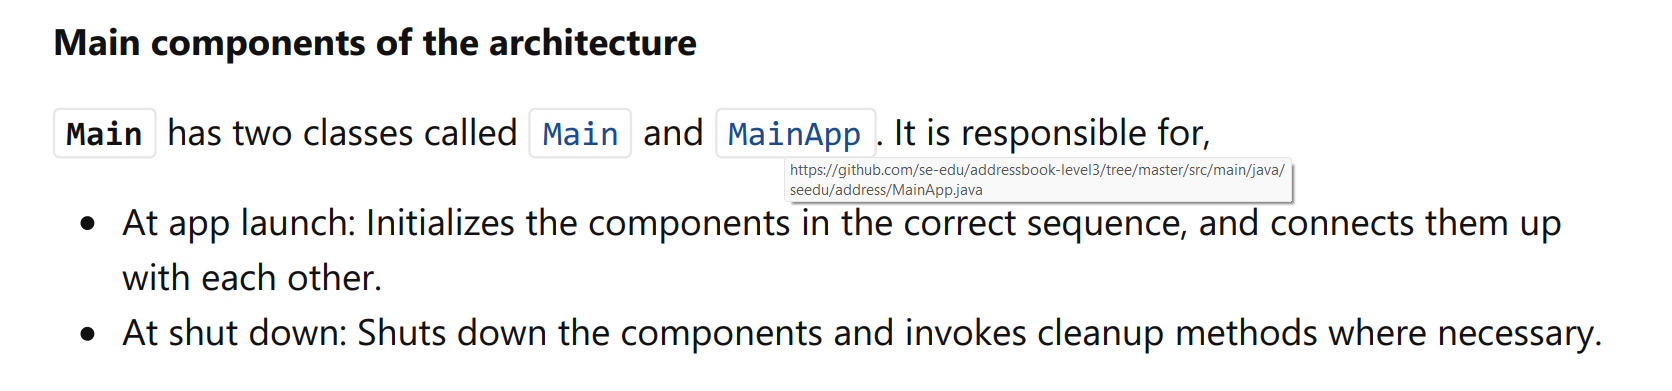 Main components of the architecture
Main has two classes called Main and MainApp. It is responsible for,
https://github.com/se-edu/addressbook-level3/tree/master/src/main/java/
seedu/address/MainApp.java
• At app launch: Initializes the components in the correct sequence, and connects them up
with each other.
• At shut down: Shuts down the components and invokes cleanup methods where necessary.